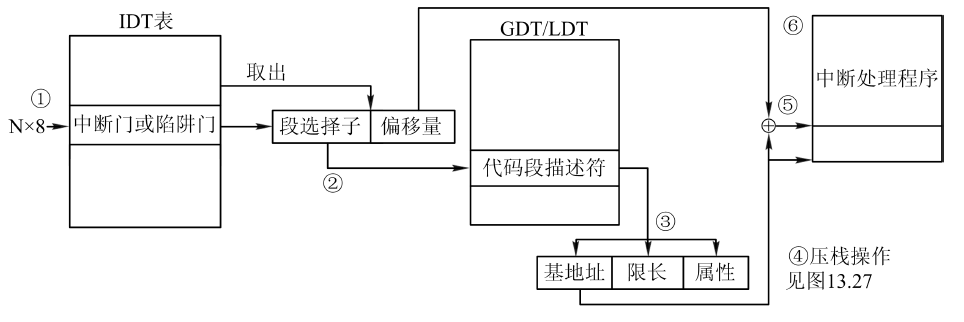 IDT表
GDT/LDT
⑥
取出
中断处理程序
①
N×8
中断门或陷阱门
段选择子
偏移量
⑤
②
代码段描述符
③
基地址
限长
属性
④压栈操作
见图13.27